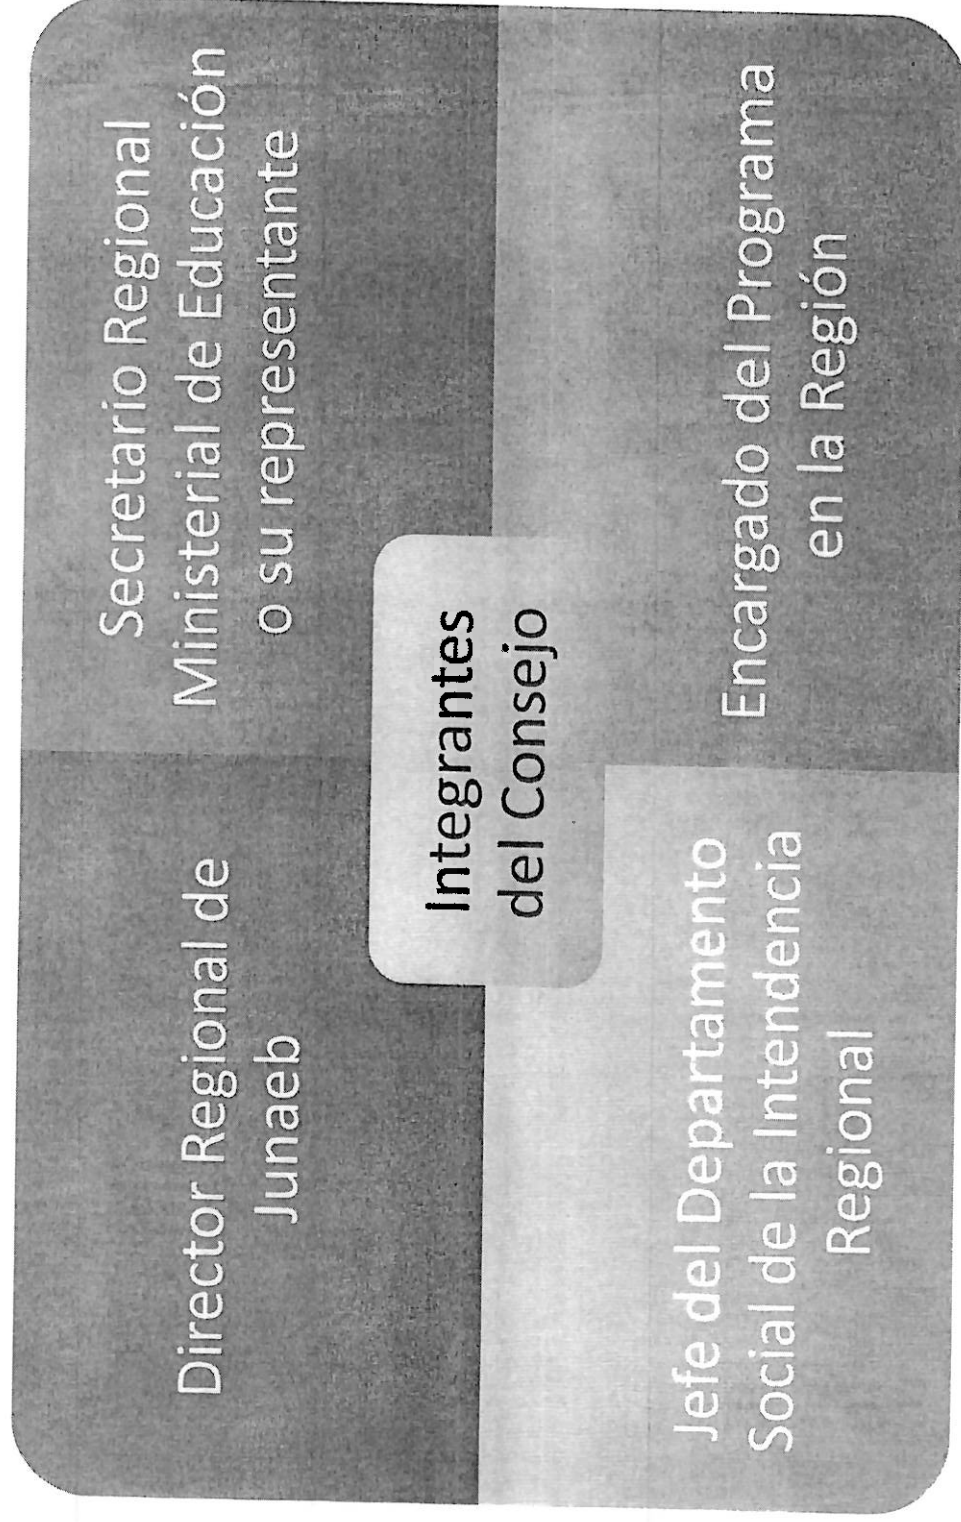 Director Regional de
Junaeb
Secretario Regional
Ministerial de Educación
o su representante
Integrantes
del Consejo
Jefe del Departamento
Social de la Intendencia
Regional
Encargado del Programa
en la Región